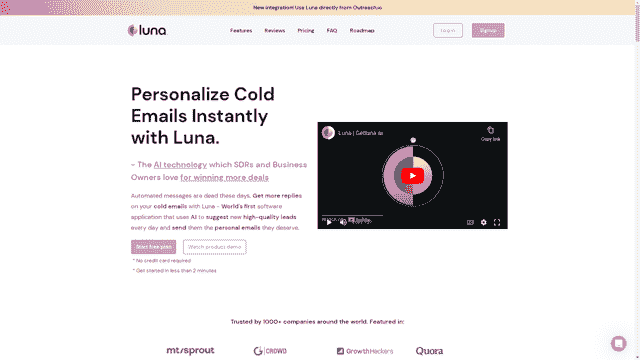 New integration! Use Luna directly from Outreach.io
luna
Features Reviews Pricing FAQ Roadmap
Log in
Signup
Personalize Cold
Emails Instantly
with Luna.
- The AI technology which SDRs and Business
Owners love for winning more deals
Automated messages are dead these days. Get more replies
on your cold emails with Luna - World's first software
application that uses AI to suggest new high-quality leads
every day and send them the personal emails they deserve.
Start free plan
Watch product demo
* No credit card required
* Get started in less than 2 minutes
Luna | Getluna
Copy link
Trusted by 1000+ companies around the world. Featured in:
mt/sprout
CROWD
GrowthHackers
Quora